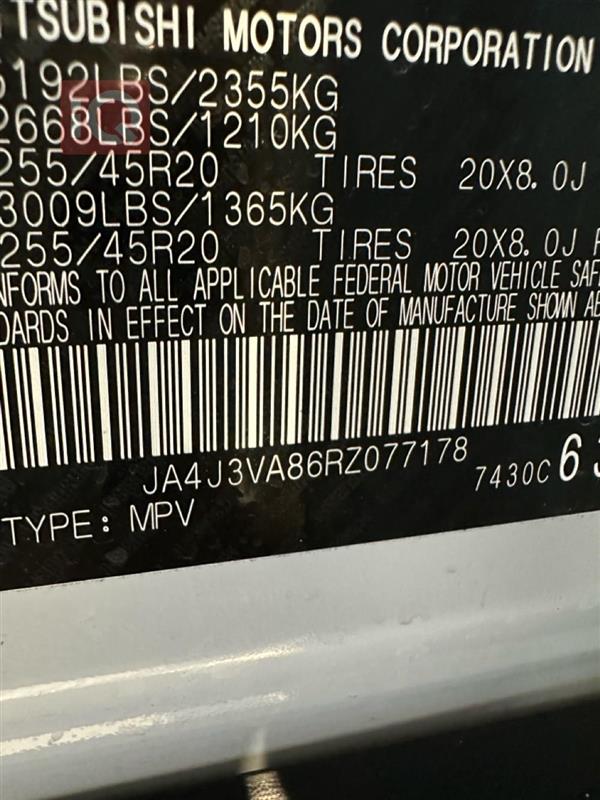 TSUBISHI MOTORS CORPORATION
5192LBS/2355KG
2668LBS/1210KG
255/45R20 TIRES 20X8.0J
3009LBS/1365KG
255/45R20 TIRES 20X8.0J
NFORMS TO ALL APPLICABLE FEDERAL MOTOR VEHICLE SAF
DARDS IN EFFECT ON THE DATE OF MANUFACTURE SHOWN AB
JA4J3VA86RZ077178
7430C 6
TYPE: MPV